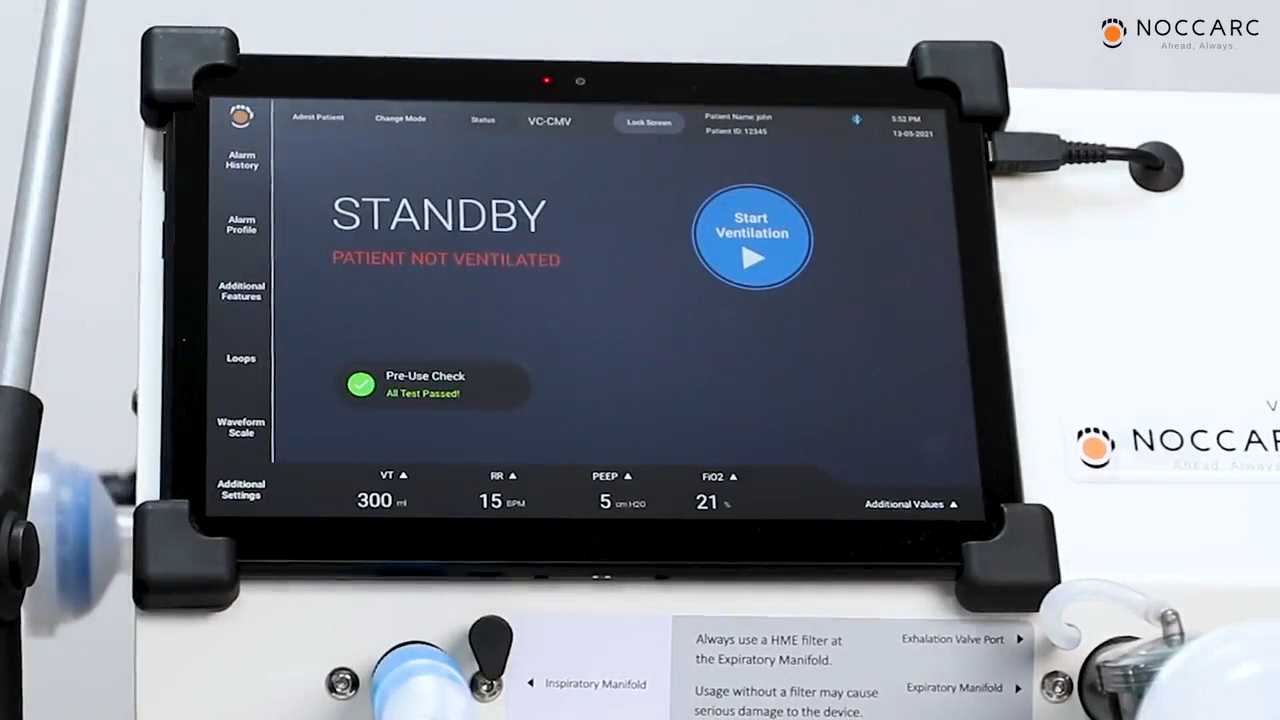 NOCCARC
Ahead, Always.
Admit Patient
Change Mode
Status
VC-CMV
Lock Screen
Patient Name: john
Patient ID: 12345
5:52 PM
13-05-2021
Alarm
History
Alarm
Profile
Additional
Features
Loops
Waveform
Scale
Additional
Settings
STANDBY
PATIENT NOT VENTILATED
Start
Ventilation
Pre-Use Check
All Test Passed!
VT
300 ml
RR
15 BPM
PEEP
5 cmH2O
FiO2
21 %
Additional Values
V
NOCCAR
Ahead, Always
Inspiratory Manifold
Always use a HME filter at
the Expiratory Manifold.
Usage without a filter may cause
serious damage to the device.
Exhalation Valve Port
Expiratory Manifold